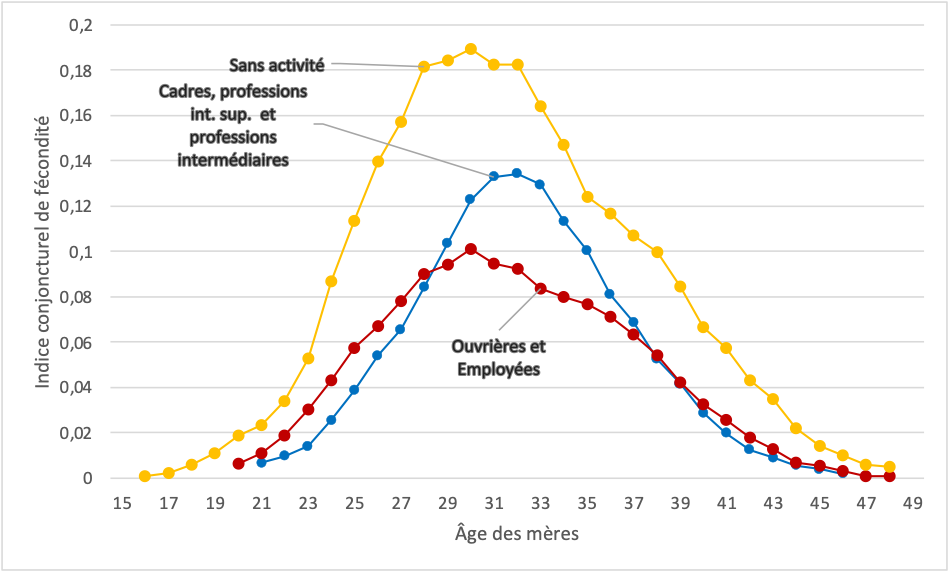 0,2
0,18
0,16
0,14
0,12
0,1
0,08
0,06
0,04
0,02
0
Indice conjoncturel de fécondité
Sans activité
Cadres, professions
int. sup. et
professions
intermédiaires
Ouvrières et
Employées
15 17 19 21 23 25 27 29 31 33 35 37 39 41 43 45 47 49
Âge des mères